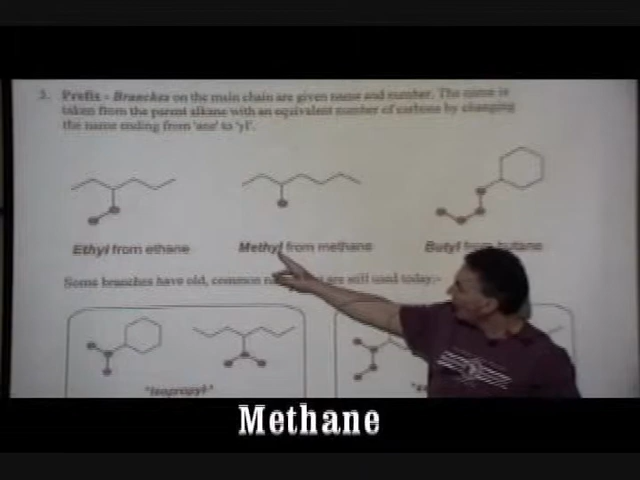 3. Prefix - Branches on the main chain are given name and number. The name is
taken from the parent alkane with an equivalent number of carbons by changing
the name ending from 'ane' to 'yl'.
Ethyl from ethane
Methyl from methane
Butyl from butane
Some branches have old, common are still used today:-
"Isopropyl-"
Methane